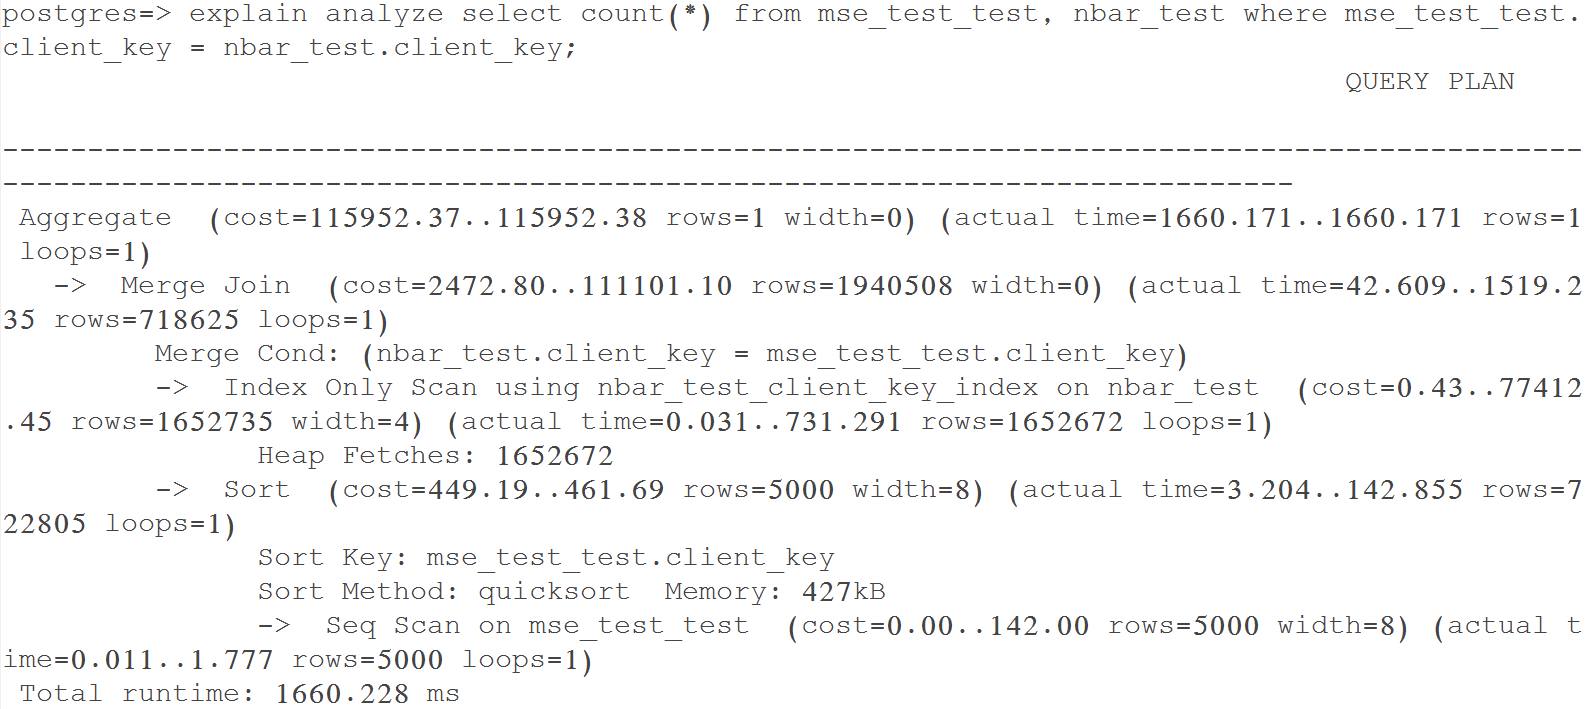 postgres=> explain analyze select count(*) from mse_test_test, nbar_test where mse_test_test.
client_key = nbar_test.client_key;
QUERY PLAN
---------------------------------------------------------------------------------------------
----------------------------------------------------------------------------
Aggregate  (cost=115952.37..115952.38 rows=1 width=0) (actual time=1660.171..1660.171 rows=1
loops=1)
->  Merge Join  (cost=2472.80..111101.10 rows=1940508 width=0) (actual time=42.609..1519.2
35 rows=718625 loops=1)
Merge Cond: (nbar_test.client_key = mse_test_test.client_key)
->  Index Only Scan using nbar_test_client_key_index on nbar_test  (cost=0.43..77412
.45 rows=1652735 width=4) (actual time=0.031..731.291 rows=1652672 loops=1)
Heap Fetches: 1652672
->  Sort  (cost=449.19..461.69 rows=5000 width=8) (actual time=3.204..142.855 rows=7
22805 loops=1)
Sort Key: mse_test_test.client_key
Sort Method: quicksort  Memory: 427kB
->  Seq Scan on mse_test_test  (cost=0.00..142.00 rows=5000 width=8) (actual t
ime=0.011..1.777 rows=5000 loops=1)
Total runtime: 1660.228 ms